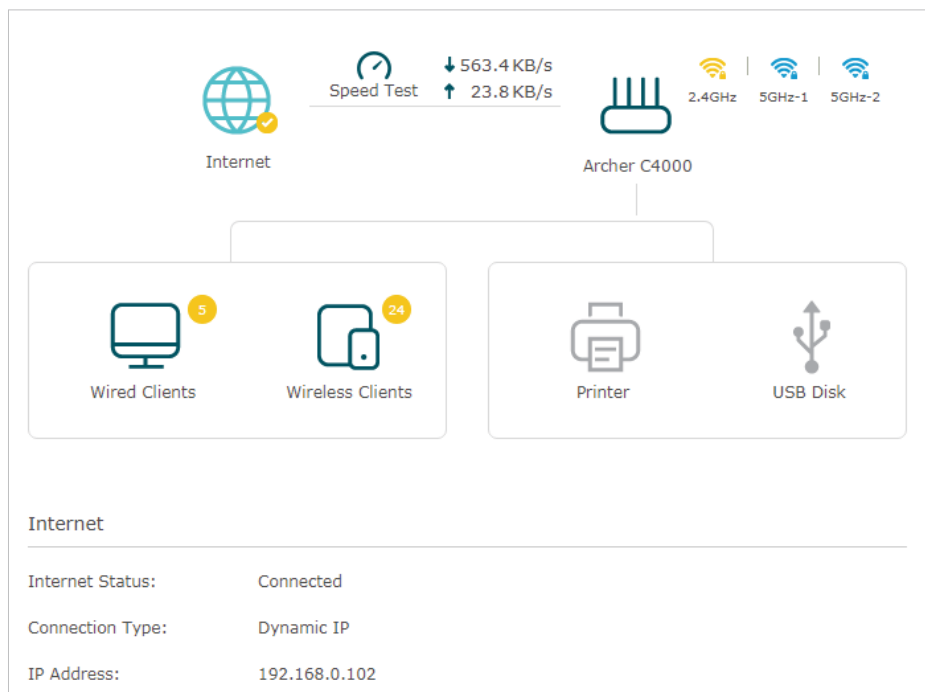 Speed Test
563.4 KB/s
23.8 KB/s
2.4GHz
5GHz-1
5GHz-2
Internet
Archer C4000
5
24
Wired Clients
Wireless Clients
Printer
USB Disk
Internet
Internet Status: Connected
Connection Type: Dynamic IP
IP Address: 192.168.0.102